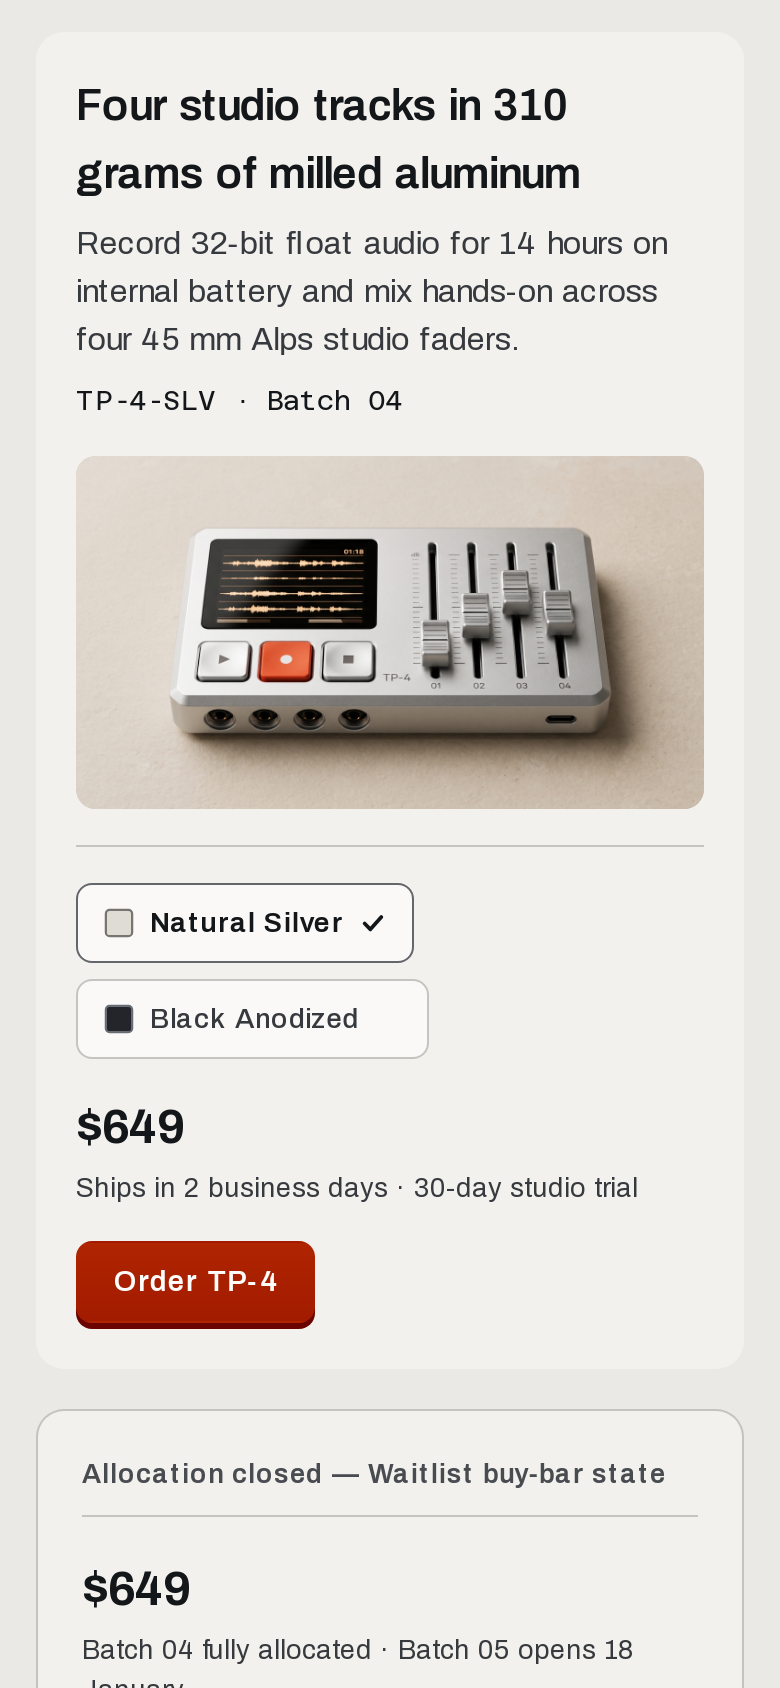 Four studio tracks in 310
grams of milled aluminum
Record 32-bit float audio for 14 hours on
internal battery and mix hands-on across
four 45 mm Alps studio faders.
TP-4-SLV · Batch 04
01:18
dB
TP-4
01 02 03 04
Natural Silver
Black Anodized
$649
Ships in 2 business days · 30-day studio trial
Order TP-4
Allocation closed — Waitlist buy-bar state
$649
Batch 04 fully allocated · Batch 05 opens 18
January